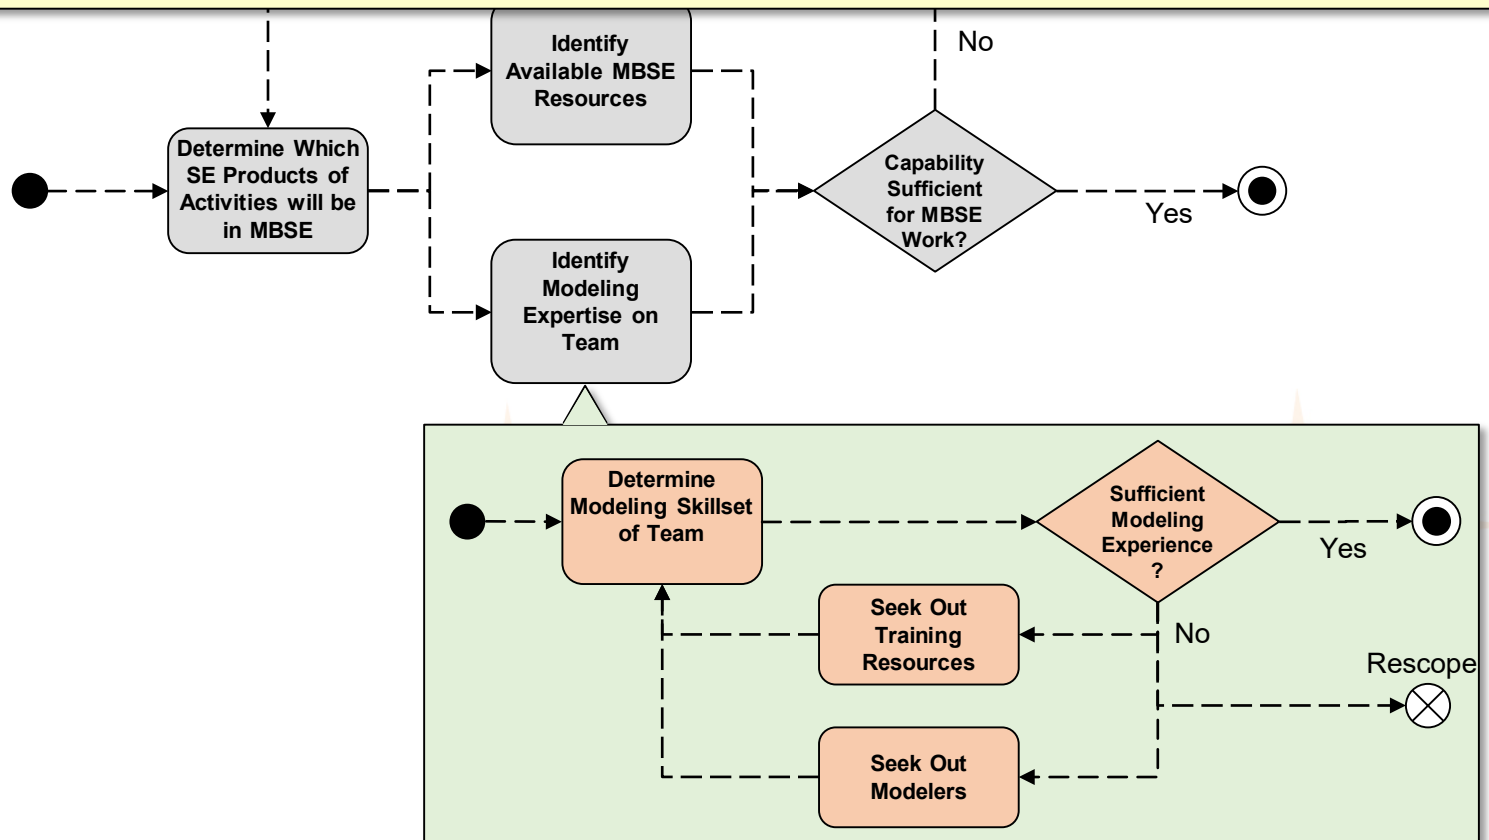 Identify
Available MBSE
Resources
No
Determine Which
SE Products of
Activities will be
in MBSE
Capability
Sufficient
for MBSE
Work?
Yes
Identify
Modeling
Expertise on
Team
Determine
Modeling Skillset
of Team
Sufficient
Modeling
Experience
?
Yes
Seek Out
Training
Resources
No
Rescope
Seek Out
Modelers